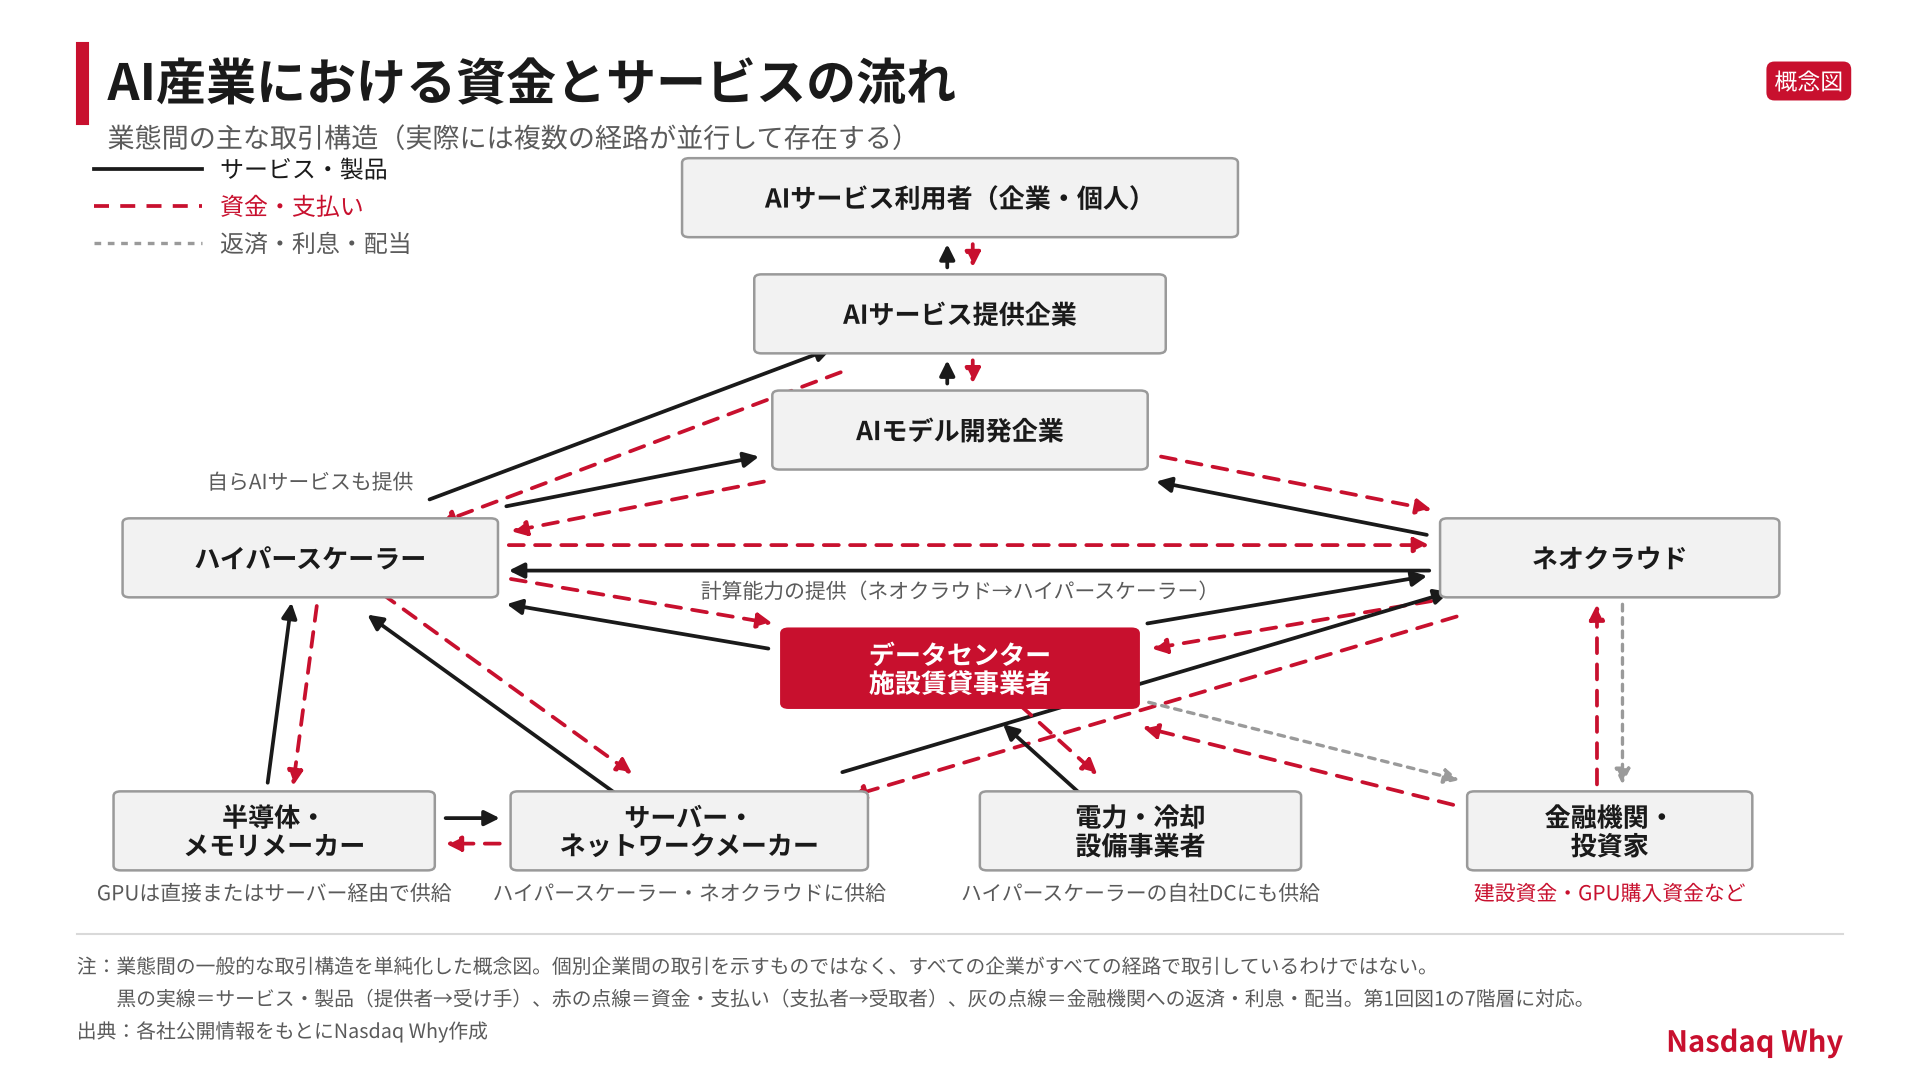 AI産業における資金とサービスの流れ
概念図
業態間の主な取引構造（実際には複数の経路が並行して存在する）
サービス・製品
資金・支払い
返済・利息・配当
AIサービス利用者（企業・個人）
AIサービス提供企業
AIモデル開発企業
自らAIサービスも提供
ハイパースケーラー
ネオクラウド
計算能力の提供（ネオクラウド→ハイパースケーラー）
データセンター
施設賃貸事業者
半導体・
メモリメーカー
サーバー・
ネットワークメーカー
電力・冷却
設備事業者
金融機関・
投資家
GPUは直接またはサーバー経由で供給
ハイパースケーラー・ネオクラウドに供給
ハイパースケーラーの自社DCにも供給
建設資金・GPU購入資金など
注：業態間の一般的な取引構造を単純化した概念図。個別企業間の取引を示すものではなく、すべての企業がすべての経路で取引しているわけではない。
黒の実線＝サービス・製品（提供者→受け手）、赤の点線＝資金・支払い（支払者→受取者）、灰の点線＝金融機関への返済・利息・配当。第1回図1の7階層に対応。
出典：各社公開情報をもとにNasdaq Why作成
Nasdaq Why